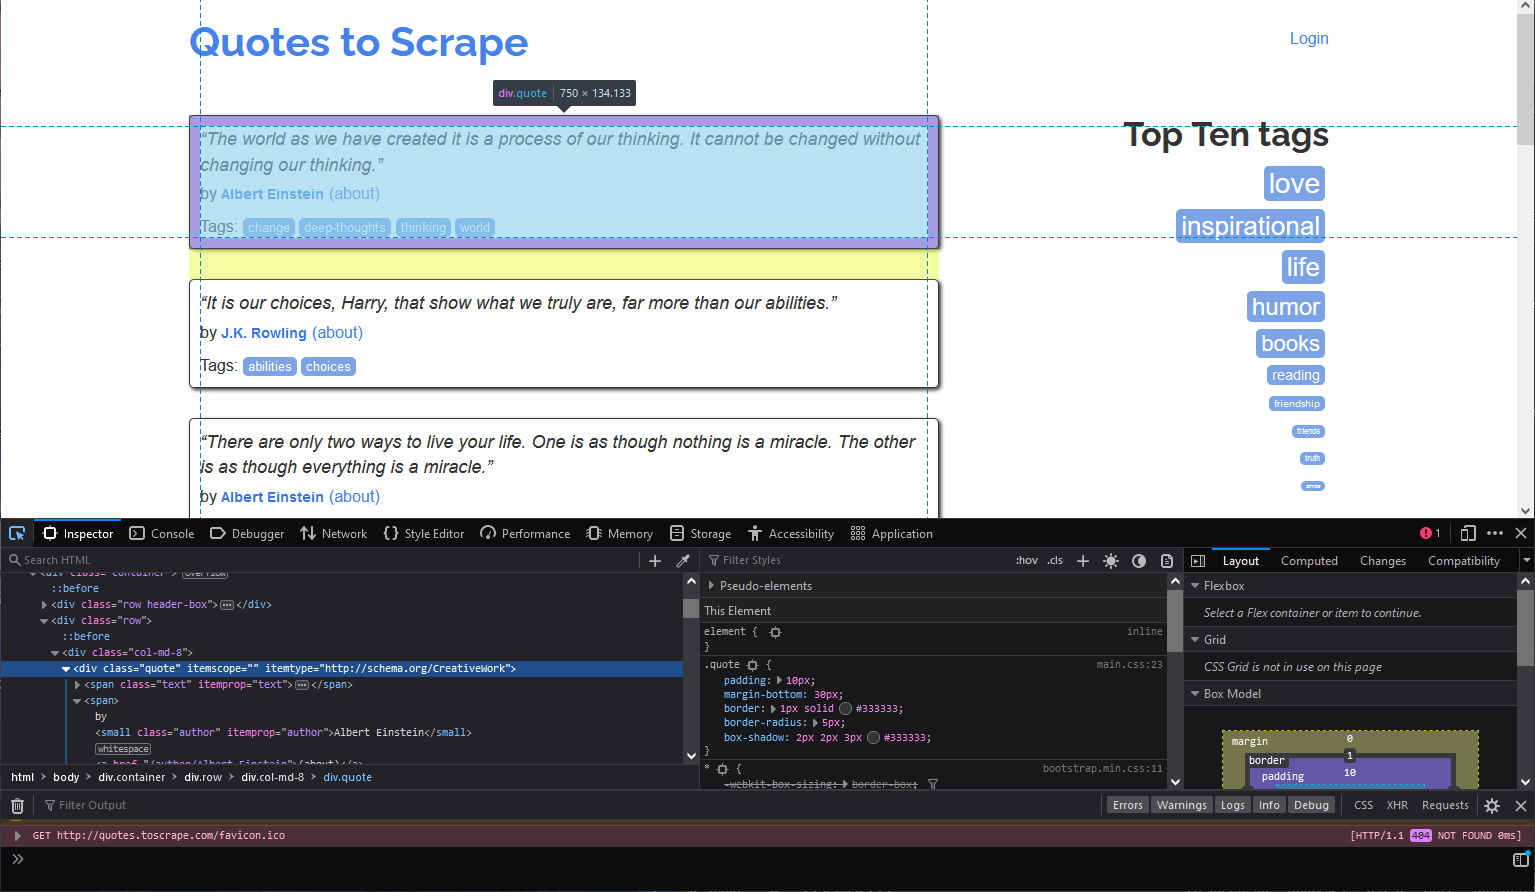 Quotes to Scrape
Login
div.quote 750 × 134.133
“The world as we have created it is a process of our thinking. It cannot be changed without
changing our thinking.”
by Albert Einstein (about)
Tags: change deep-thoughts thinking world
“It is our choices, Harry, that show what we truly are, far more than our abilities.”
by J.K. Rowling (about)
Tags: abilities choices
“There are only two ways to live your life. One is as though nothing is a miracle. The other
is as though everything is a miracle.”
by Albert Einstein (about)
Top Ten tags
love
inspirational
life
humor
books
reading
friendship
friends
truth
simile
Inspector Console Debugger Network Style Editor Performance Memory Storage Accessibility Application 1
Search HTML
<div class="container"> overflow
::before
<div class="row header-box"> </div>
<div class="row">
::before
<div class="col-md-8">
<div class="quote" itemscope="" itemtype="http://schema.org/CreativeWork">
<span class="text" itemprop="text"> </span>
<span>
by
<small class="author" itemprop="author">Albert Einstein</small>
whitespace
<a href="/author/Albert-Einstein">(about)</a>
html > body > div.container > div.row > div.col-md-8 > div.quote
Filter Styles :hov .cls
Pseudo-elements
This Element
element { inline
}
.quote { main.css:23
padding: 10px;
margin-bottom: 30px;
border: 1px solid #333333;
border-radius: 5px;
box-shadow: 2px 2px 3px #333333;
}
* { bootstrap.min.css:11
-webkit-box-sizing: border-box;
Layout Computed Changes Compatibility
Flexbox
Select a Flex container or item to continue.
Grid
CSS Grid is not in use on this page
Box Model
margin 0
border 1
padding 10
Filter Output Errors Warnings Logs Info Debug CSS XHR Requests
GET http://quotes.toscrape.com/favicon.ico [HTTP/1.1 404 NOT FOUND 0ms]